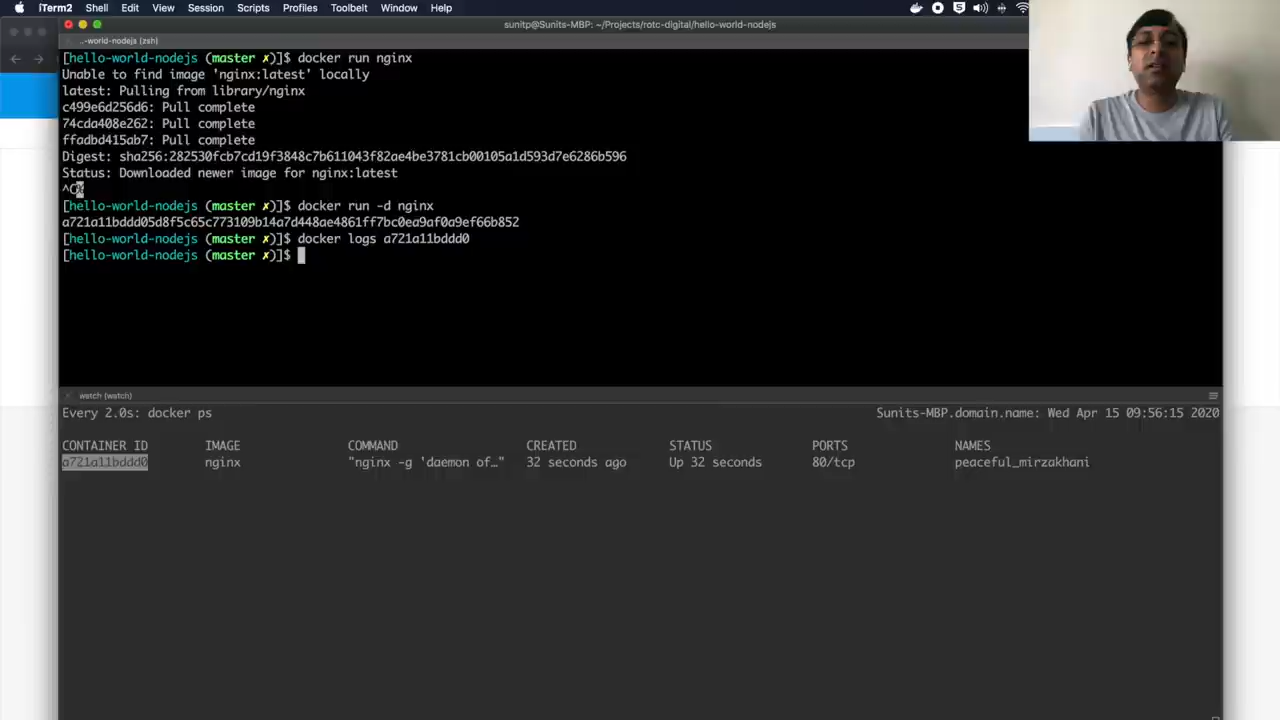 iTerm2 Shell Edit View Session Scripts Profiles Toolbelt Window Help
sunitp@Sunits-MBP: ~/Projects/rotc-digital/hello-world-nodejs
..-world-nodejs (zsh)
[hello-world-nodejs (master ✗)]$ docker run nginx
Unable to find image 'nginx:latest' locally
latest: Pulling from library/nginx
c499e6d256d6: Pull complete
74cda408e262: Pull complete
ffadbd415ab7: Pull complete
Digest: sha256:282530fcb7cd19f3848c7b611043f82ae4be3781cb00105a1d593d7e6286b596
Status: Downloaded newer image for nginx:latest
^C%
[hello-world-nodejs (master ✗)]$ docker run -d nginx
a721a11bddd05d8f5c65c773109b14a7d448ae4861ff7bc0ea9af0a9ef66b852
[hello-world-nodejs (master ✗)]$ docker logs a721a11bddd0
[hello-world-nodejs (master ✗)]$
watch (watch)
Every 2.0s: docker ps Sunits-MBP.domain.name: Wed Apr 15 09:56:15 2020
CONTAINER ID IMAGE COMMAND CREATED STATUS PORTS NAMES
a721a11bddd0 nginx "nginx -g 'daemon of…" 32 seconds ago Up 32 seconds 80/tcp peaceful_mirzakhani